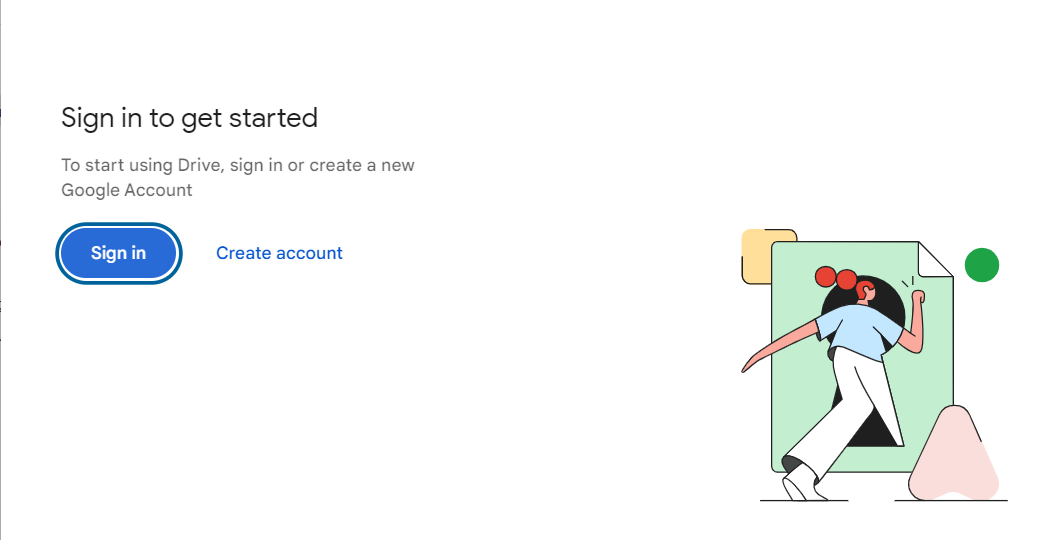 Sign in to get started
To start using Drive, sign in or create a new
Google Account
Sign in
Create account